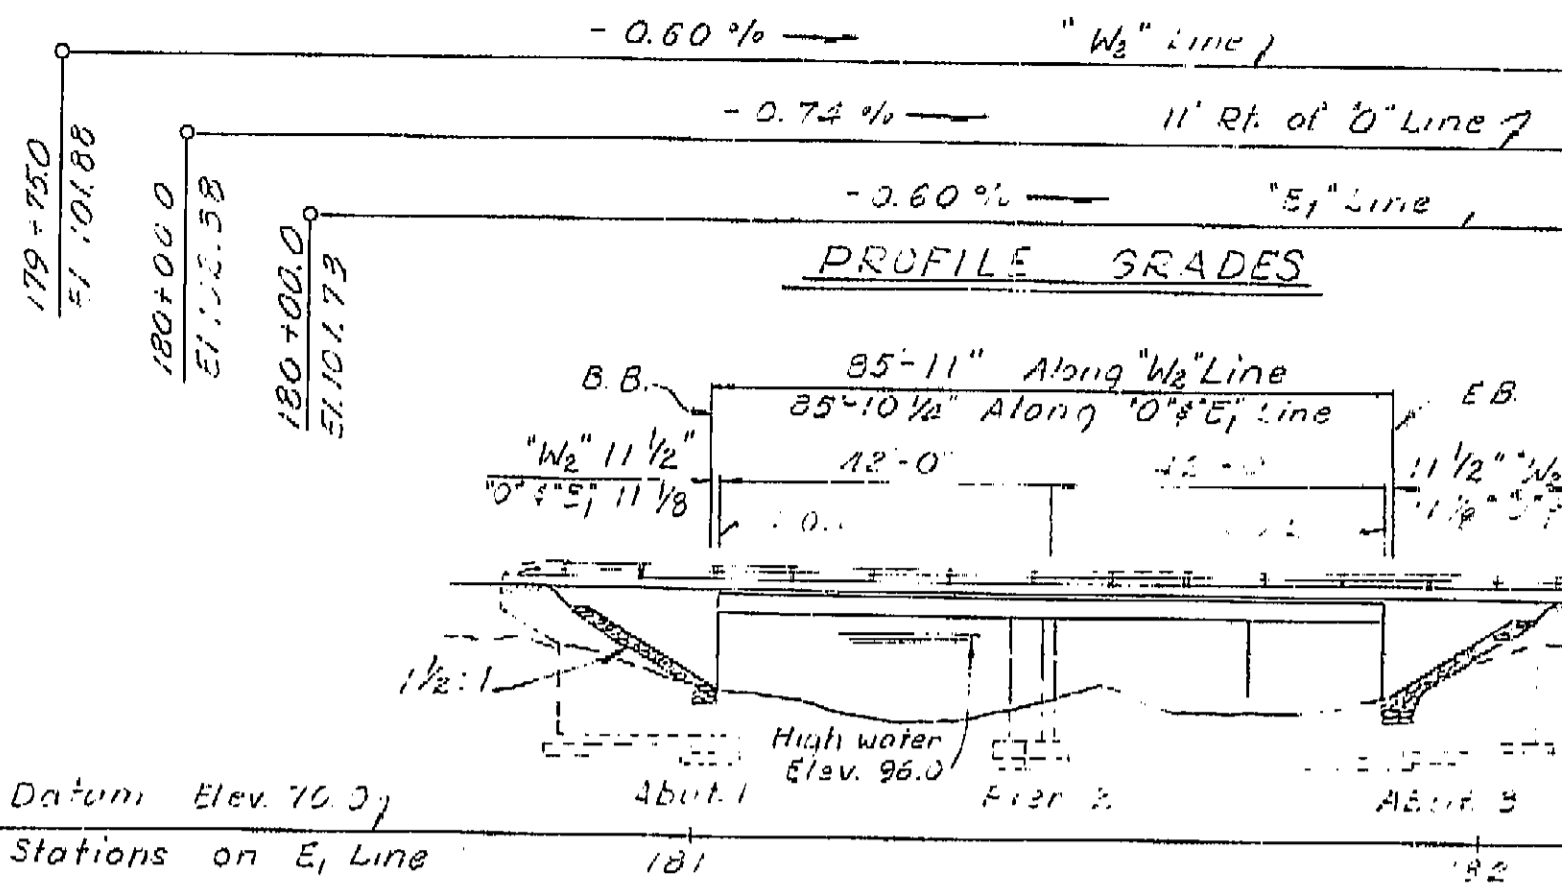 - 0.60 % "W₂" Line
- 0.74 % 11' Rt. of "O" Line
- 0.60 % "E₁" Line
179+75.0
El 101.88
180+00.0
180+00.0
El. 101.73
PROFILE GRADES
B.B.
85'-11" Along "W₂" Line
85'-10 1/4" Along "O" & "E₁" Line
E.B.
"W₂" 11 1/2"
"O" & "E₁" 11 1/8
42'-0"
42'-0
11 1/2" "W₂
1 1/2 : 1
High water
Elev. 96.0
Abut. 1
Pier 2
Abut. 3
Datum Elev. 70.0
Stations on E₁ Line
181
182